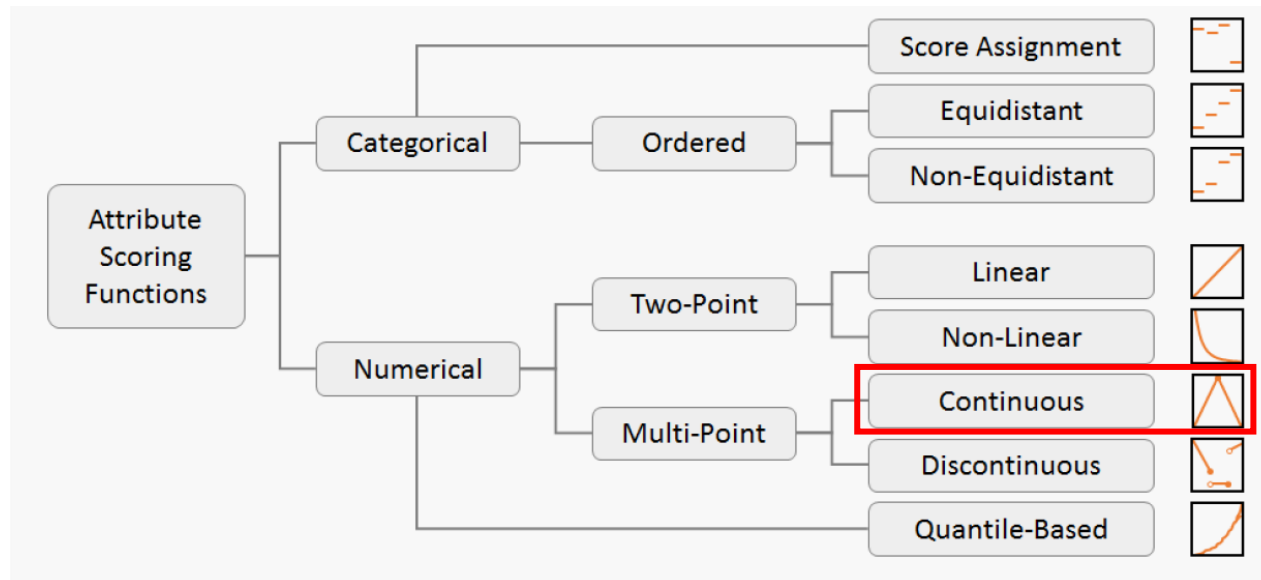 Score Assignment
Equidistant
Categorical
Ordered
Non-Equidistant
Attribute
Scoring
Functions
Linear
Two-Point
Non-Linear
Numerical
Continuous
Multi-Point
Discontinuous
Quantile-Based